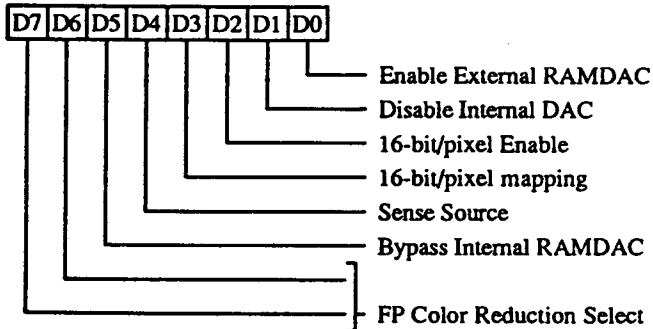 D7 D6 D5 D4 D3 D2 D1 D0
Enable External RAMDAC
Disable Internal DAC
16-bit/pixel Enable
16-bit/pixel mapping
Sense Source
Bypass Internal RAMDAC
FP Color Reduction Select